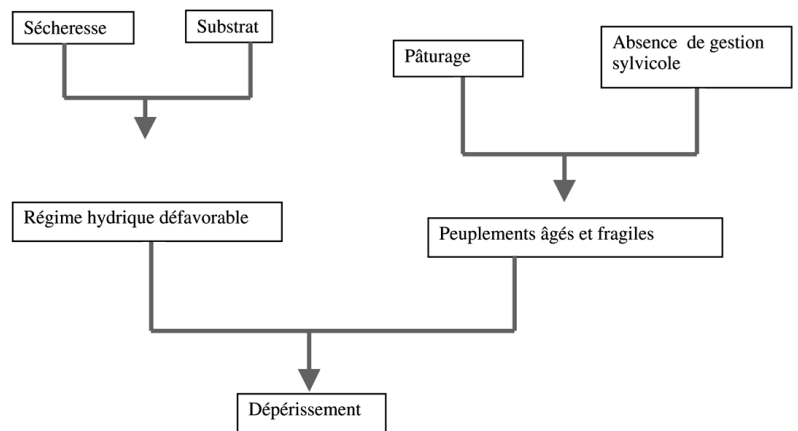 Sécheresse
Substrat
Pâturage
Absence de gestion
sylvicole
Régime hydrique défavorable
Peuplements âgés et fragiles
Dépérissement